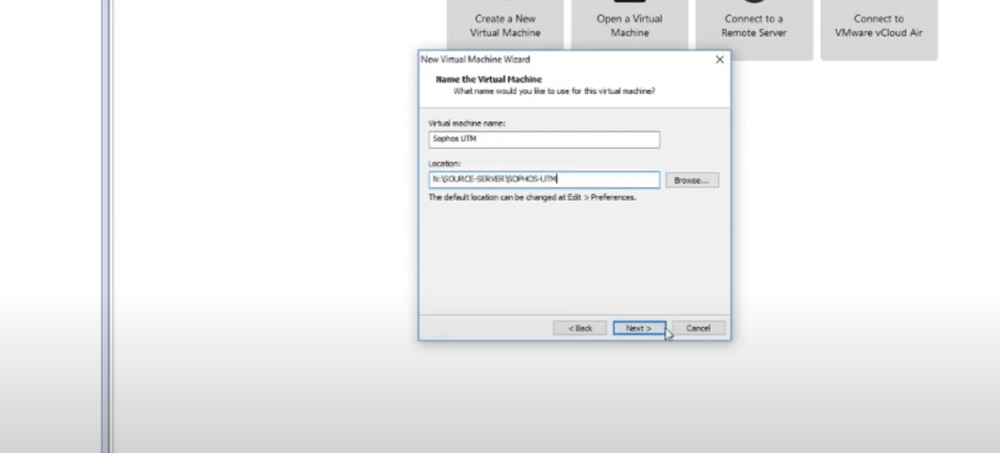 Create a New
Virtual Machine
Open a Virtual
Machine
Connect to a
Remote Server
Connect to
VMware vCloud Air
New Virtual Machine Wizard
Name the Virtual Machine
What name would you like to use for this virtual machine?
Virtual machine name:
Sophos UTM
Location:
N:\SOURCE-SERVER\SOPHOS-UTM
Browse...
The default location can be changed at Edit > Preferences.
< Back
Next >
Cancel